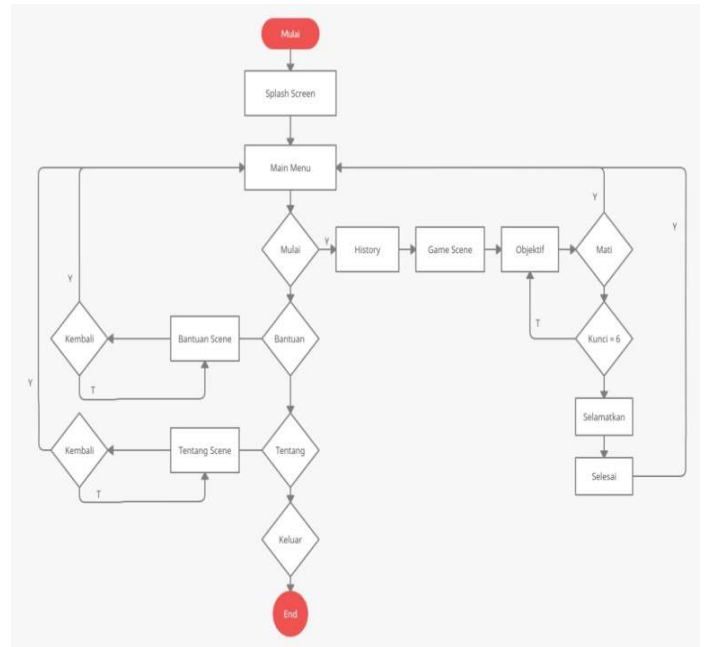 Mulai
Splash Screen
Main Menu
Mulai
Y
History
Game Scene
Objektif
Mati
Y
Y
Kunci = 6
T
Selamatkan
Selesai
Bantuan
Bantuan Scene
Kembali
Y
T
Tentang
Tentang Scene
Kembali
Y
T
Keluar
End